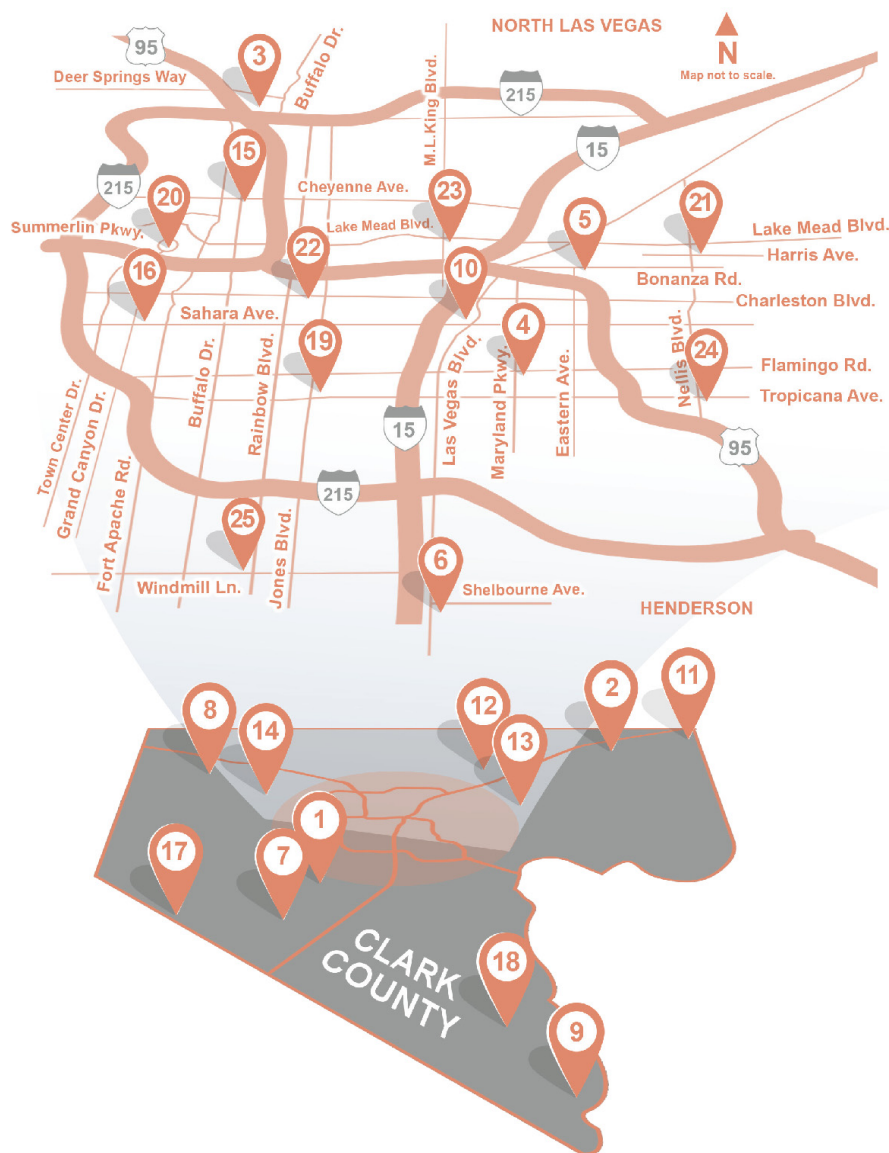 NORTH LAS VEGAS
N
Map not to scale.
95
3
Buffalo Dr.
Deer Springs Way
M.L.King Blvd.
215
15
15
215
20
Cheyenne Ave.
23
5
21
Summerlin Pkwy.
Lake Mead Blvd.
Lake Mead Blvd.
22
Harris Ave.
16
10
Bonanza Rd.
Charleston Blvd.
Sahara Ave.
4
19
24
Flamingo Rd.
Tropicana Ave.
Town Center Dr.
Grand Canyon Dr.
Fort Apache Rd.
Buffalo Dr.
Rainbow Blvd.
Jones Blvd.
15
Las Vegas Blvd.
Maryland Pkwy.
Eastern Ave.
Nellis Blvd.
95
215
25
6
Windmill Ln.
Shelbourne Ave.
HENDERSON
8
14
12
13
2
11
1
17
7
CLARK
COUNTY
18
9